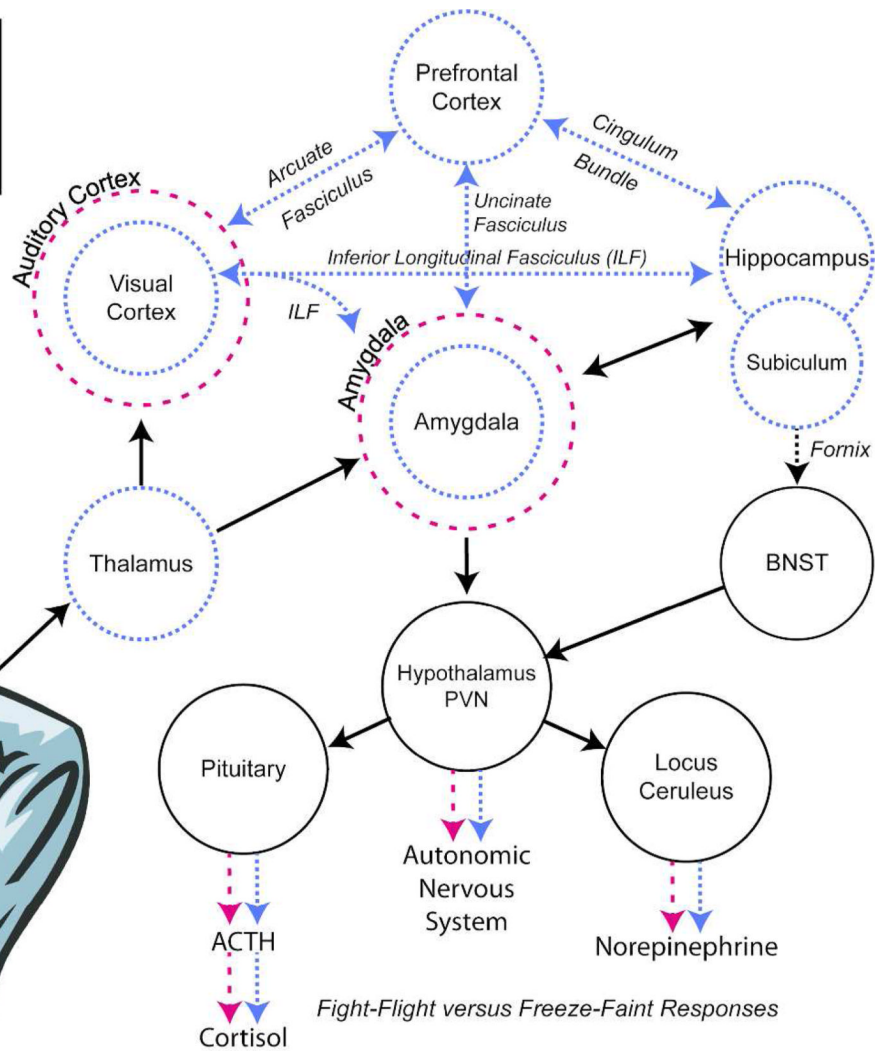 Prefrontal
Cortex
Arcuate
Fasciculus
Cingulum
Bundle
Uncinate
Fasciculus
Auditory Cortex
Visual
Cortex
Inferior Longitudinal Fasciculus (ILF)
ILF
Hippocampus
Subiculum
Amygdala
Amygdala
Fornix
Thalamus
BNST
Hypothalamus
PVN
Pituitary
Locus
Ceruleus
Autonomic
Nervous
System
ACTH
Norepinephrine
Cortisol
Fight-Flight versus Freeze-Faint Responses